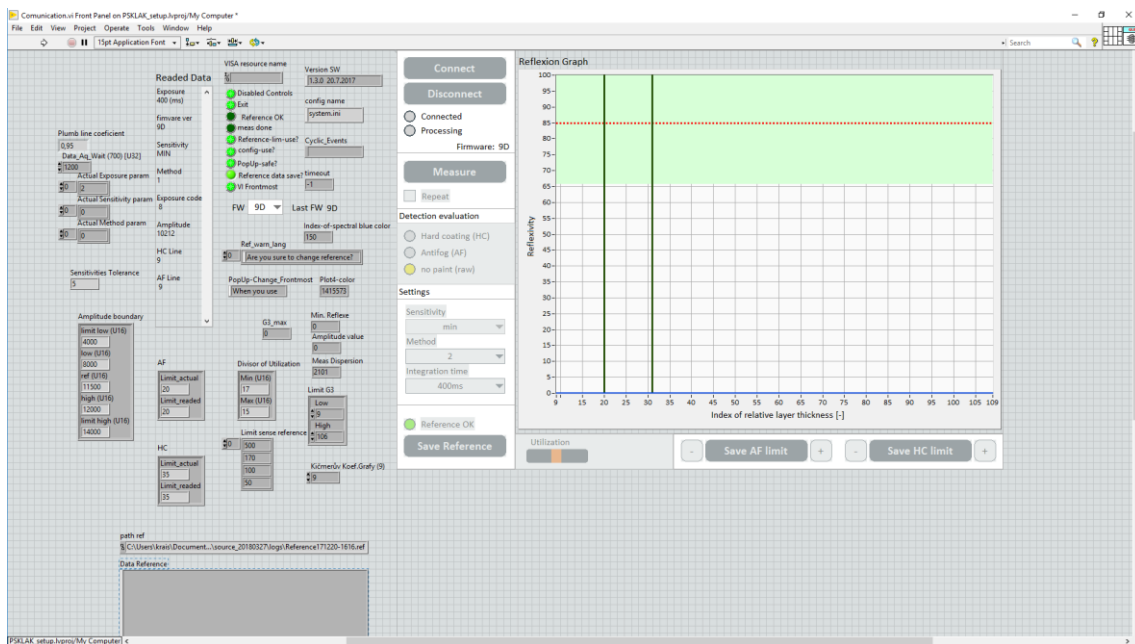 Comunication.vi Front Panel on PSKLAK_setup.lvproj/My Computer *
File Edit View Project Operate Tools Window Help
15pt Application Font
Search
Readed Data
Exposure
400 (ms)
firmware ver
9D
Sensitivity
MIN
Method
1
Exposure code
8
Amplitude
10212
HC Line
9
AF Line
9
Plumb line coeficient
0,95
Data_Aq_Wait (700) [U32]
1200
Actual Exposure param
0 2
Actual Sensitivity param
0 0
Actual Method param
0 0
Sensitivities Tolerance
5
Amplitude boundary
limit low (U16)
4000
low (U16)
8000
ref (U16)
11500
high (U16)
12000
limit high (U16)
14000
AF
Limit_actual
20
Limit_readed
20
HC
Limit_actual
35
Limit_readed
35
VISA resource name
Disabled Controls
Exit
Reference OK
meas done
Reference-lim-use?
config-use?
PopUp-safe?
Reference data save?
VI Frontmost
FW 9D Last FW 9D
Version SW
1.3.0 20.7.2017
config name
system.ini
Cyclic_Events
timeout
-1
Index-of-spectral blue color
150
Ref_warn_lang
0 Are you sure to change reference?
PopUp-Change_Frontmost
When you use
Plot4-color
1415573
G3_max
0
Min. Reflexe
0
Amplitude value
0
Meas Dispersion
2101
Divisor of Utilization
Min (U16)
17
Max (U16)
15
Limit G3
Low
9
High
106
Limit sense reference
0 500
170
100
50
Kičmerův Koef.Grafy (9)
9
path ref
C:\Users\krais\Document...\source_20180327\logs\Reference171220-1616.ref
Data Reference
Connect
Disconnect
Connected
Processing
Firmware: 9D
Measure
Repeat
Detection evaluation
Hard coating (HC)
Antifog (AF)
no paint (raw)
Settings
Sensitivity
min
Method
2
Integration time
400ms
Reference OK
Save Reference
Reflexion Graph
100
95
90
85
80
75
70
65
60
55
50
45
40
35
30
25
20
15
10
5
0
Reflexivity
9 15 20 25 30 35 40 45 50 55 60 65 70 75 80 85 90 95 100 105 109
Index of relative layer thickness [-]
Utilization
- Save AF limit + - Save HC limit +
PSKLAK_setup.lvproj/My Computer